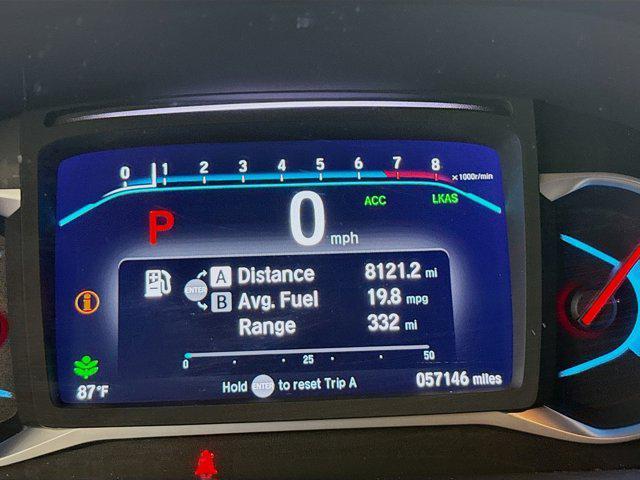 0 1 2 3 4 5 6 7 8 ×1000r/min
ACC LKAS
P 0 mph
A Distance 8121.2 mi
ENTER B Avg. Fuel 19.8 mpg
Range 332 mi
0 25 50
87°F Hold ENTER to reset Trip A 057146 miles